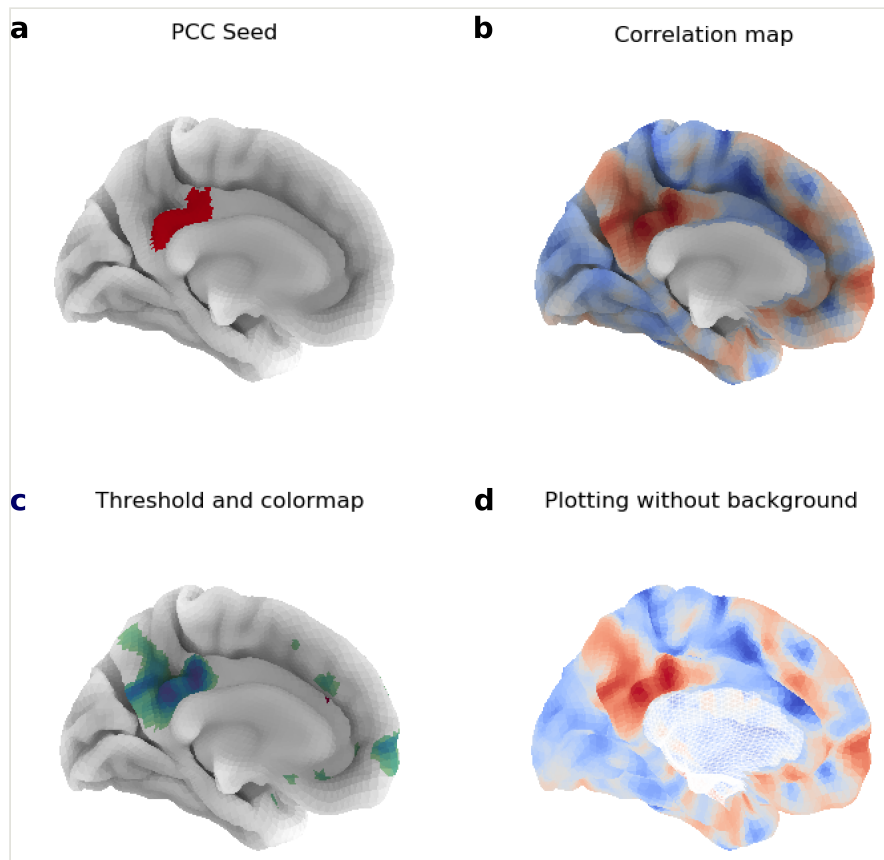 a
PCC Seed
b
Correlation map
c
Threshold and colormap
d
Plotting without background